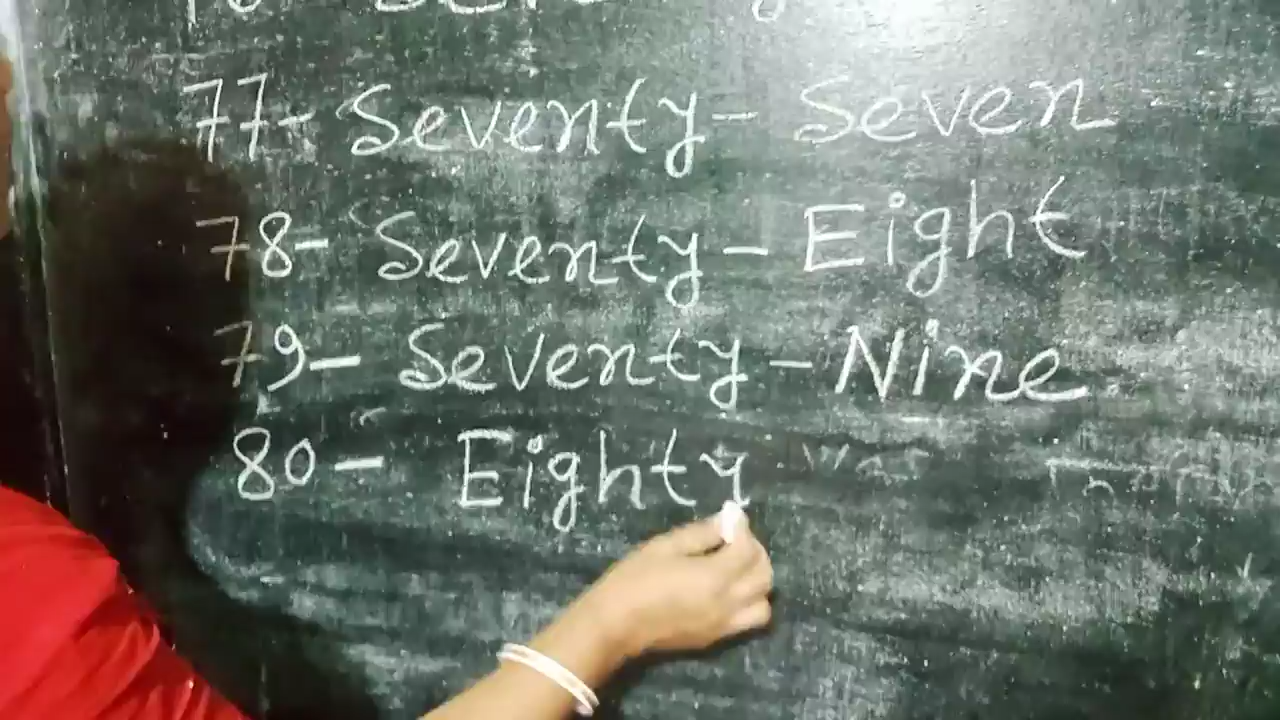 77- Seventy- Seven
78- Seventy- Eight
79- Seventy- Nine
80- Eighty